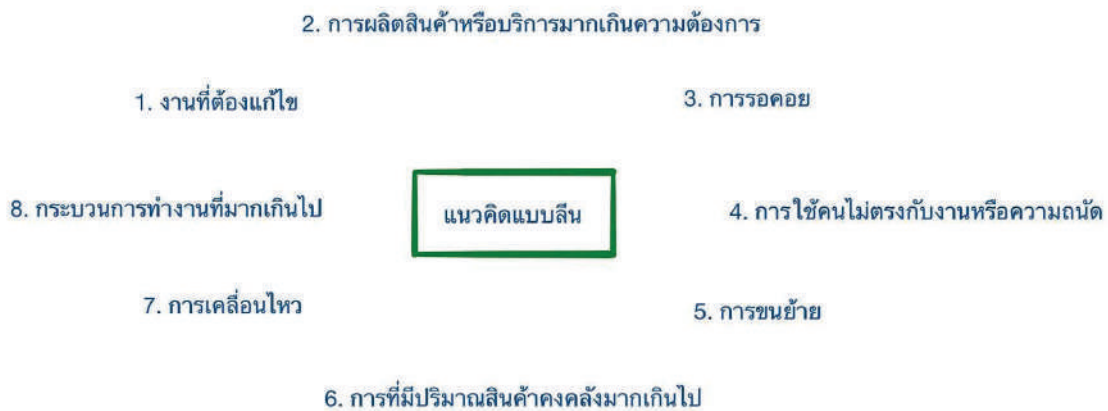 2. การผลิตสินค้าหรือบริการมากเกินความต้องการ
1. งานที่ต้องแก้ไข
3. การรอคอย
8. กระบวนการทำงานที่มากเกินไป
แนวคิดแบบลีน
4. การใช้คนไม่ตรงกับงานหรือความถนัด
7. การเคลื่อนไหว
5. การขนย้าย
6. การที่มีปริมาณสินค้าคงคลังมากเกินไป